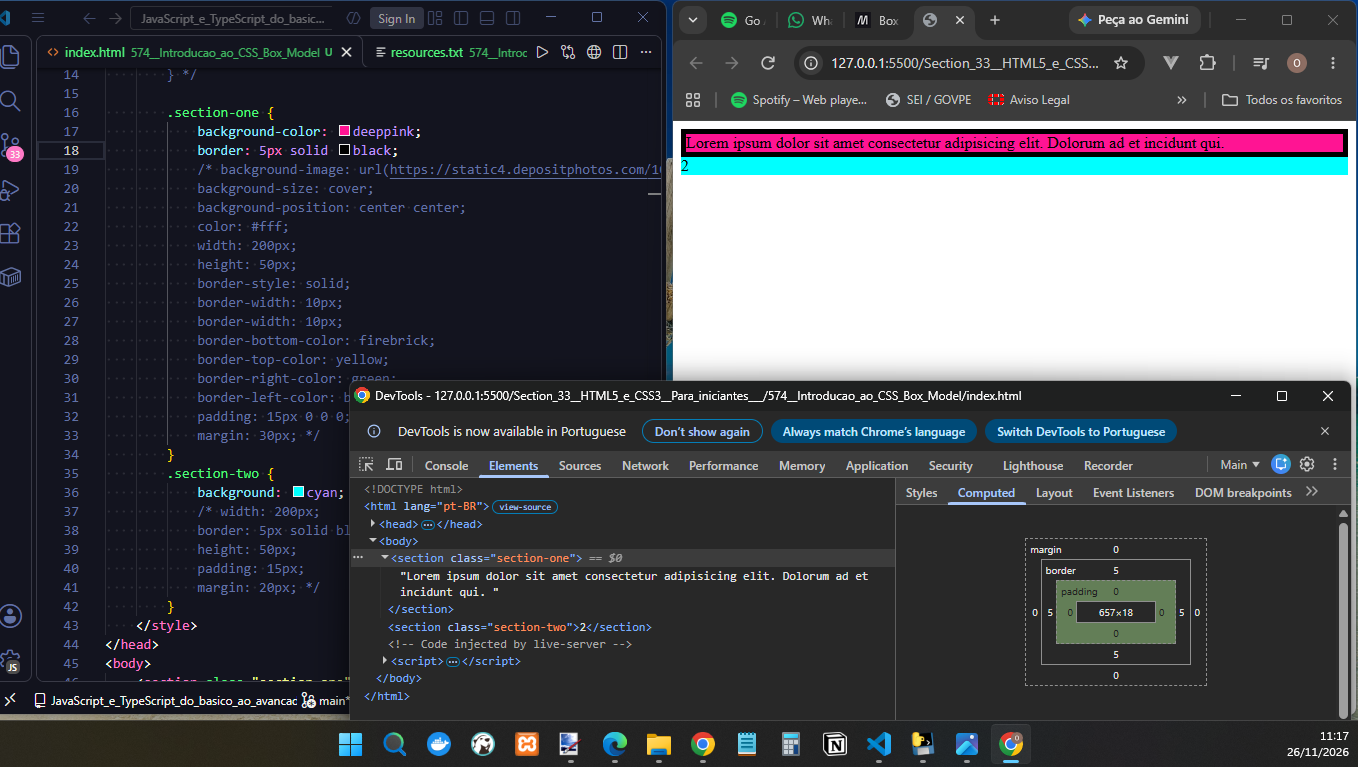 JavaScript_e_TypeScript_do_basic...
Sign In
index.html 574__Introducao_ao_CSS_Box_Model U
resources.txt 574__Introc
14 } */
15
16 .section-one {
17 background-color: deeppink;
18 border: 5px solid black;
19 /* background-image: url(https://static4.depositphotos.com/10
20 background-size: cover;
21 background-position: center center;
22 color: #fff;
23 width: 200px;
24 height: 50px;
25 border-style: solid;
26 border-width: 10px;
27 border-width: 10px;
28 border-bottom-color: firebrick;
29 border-top-color: yellow;
30 border-right-color: green;
31 border-left-color: b
32 padding: 15px 0 0 0;
33 margin: 30px; */
34 }
35 .section-two {
36 background: cyan;
37 /* width: 200px;
38 border: 5px solid bl
39 height: 50px;
40 padding: 15px;
41 margin: 20px; */
42 }
43 </style>
44 </head>
45 <body>
33
JS
JavaScript_e_TypeScript_do_basico_ao_avancac main*
Go
Wh
Box
Peça ao Gemini
127.0.0.1:5500/Section_33__HTML5_e_CSS...
O
Spotify – Web playe...
SEI / GOVPE
Aviso Legal
»
Todos os favoritos
Lorem ipsum dolor sit amet consectetur adipisicing elit. Dolorum ad et incidunt qui.
2
DevTools - 127.0.0.1:5500/Section_33__HTML5_e_CSS3__Para_iniciantes__/574__Introducao_ao_CSS_Box_Model/index.html
DevTools is now available in Portuguese
Don't show again
Always match Chrome's language
Switch DevTools to Portuguese
Console Elements Sources Network Performance Memory Application Security Lighthouse Recorder
Main
<!DOCTYPE html>
<html lang="pt-BR"> view-source
<head> … </head>
<body>
<section class="section-one"> == $0
"Lorem ipsum dolor sit amet consectetur adipisicing elit. Dolorum ad et
incidunt qui. "
</section>
<section class="section-two">2</section>
<!-- Code injected by live-server -->
<script> … </script>
</body>
</html>
Styles Computed Layout Event Listeners DOM breakpoints
margin 0
border 5
padding 0
0 5 0 657×18 0 5 0
0
5
0
11:17
26/11/2026